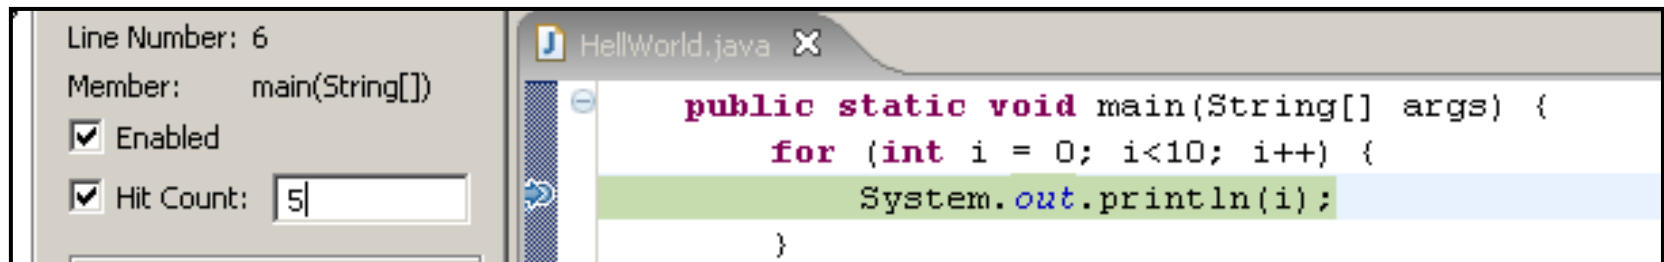 Line Number: 6
Member: main(String[])
Enabled
Hit Count: 5
HellWorld.java
public static void main(String[] args) {
for (int i = 0; i<10; i++) {
System.out.println(i);
}